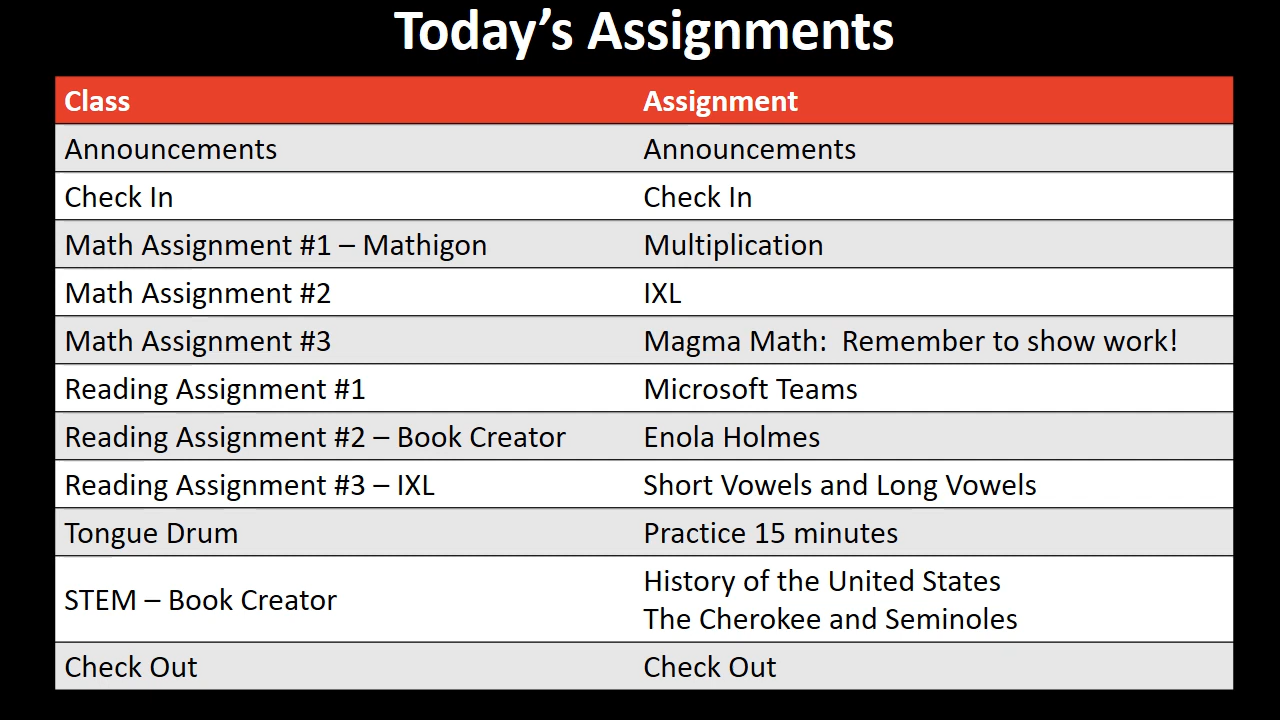 Today’s Assignments
Class Assignment
Announcements Announcements
Check In Check In
Math Assignment #1 – Mathigon Multiplication
Math Assignment #2 IXL
Math Assignment #3 Magma Math:  Remember to show work!
Reading Assignment #1 Microsoft Teams
Reading Assignment #2 – Book Creator Enola Holmes
Reading Assignment #3 – IXL Short Vowels and Long Vowels
Tongue Drum Practice 15 minutes
STEM – Book Creator History of the United States
The Cherokee and Seminoles
Check Out Check Out